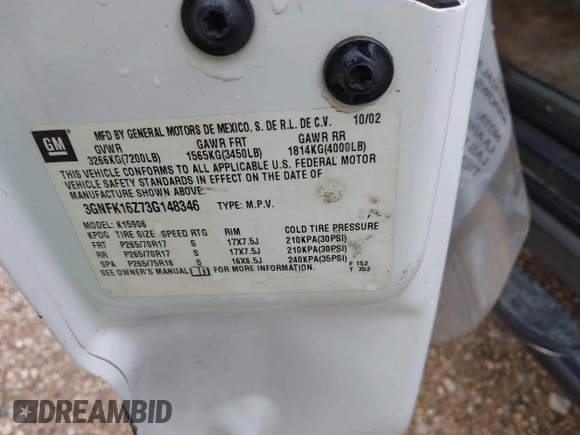 GM
MFD BY GENERAL MOTORS DE MEXICO, S. DE R.L. DE C.V. 10/02
GVWR GAWR FRT GAWR RR
3266KG(7200LB) 1565KG(3450LB) 1814KG(4000LB)
THIS VEHICLE CONFORMS TO ALL APPLICABLE U.S. FEDERAL MOTOR
VEHICLE SAFETY STANDARDS IN EFFECT ON THE DATE OF
MANUFACTURE SHOWN ABOVE.
3GNFK16Z73G148346 TYPE: M.P.V.
MODEL: K15906
KPDG TIRE SIZE SPEED RTG RIM COLD TIRE PRESSURE
FRT P265/70R17 S 17X7.5J 210KPA(30PSI)
RR P265/70R17 S 17X7.5J 210KPA(30PSI)
SPA P265/75R16 S 16X6.5J 240KPA(35PSI)
SEE OWNER'S MANUAL FOR MORE INFORMATION. F 152
T 352
DREAMBID